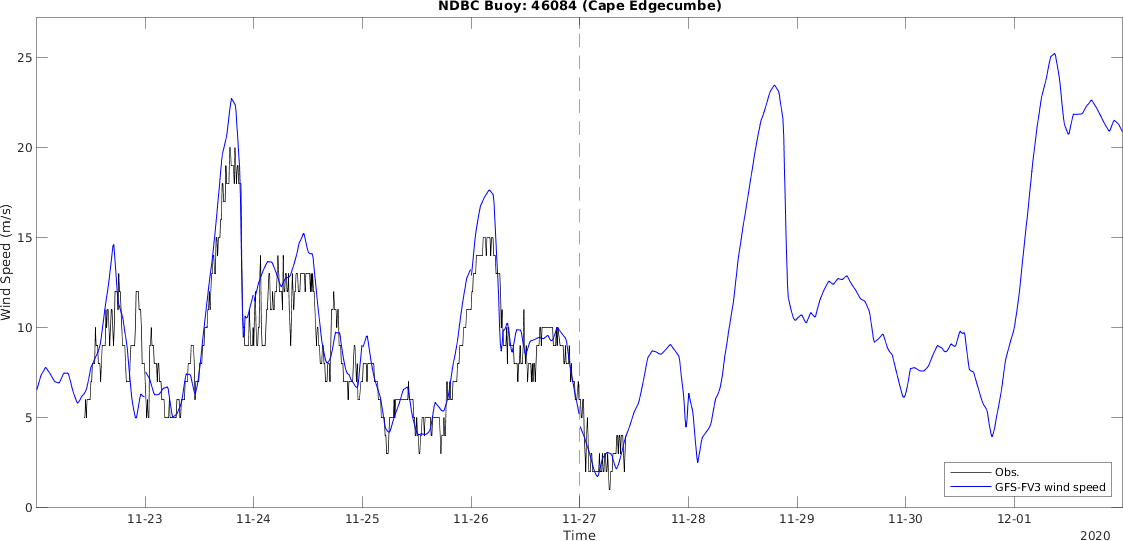 NDBC Buoy: 46084 (Cape Edgecumbe)
Wind Speed (m/s)
25
20
15
10
5
0
Obs.
GFS-FV3 wind speed
11-23 11-24 11-25 11-26 11-27 11-28 11-29 11-30 12-01
Time
2020